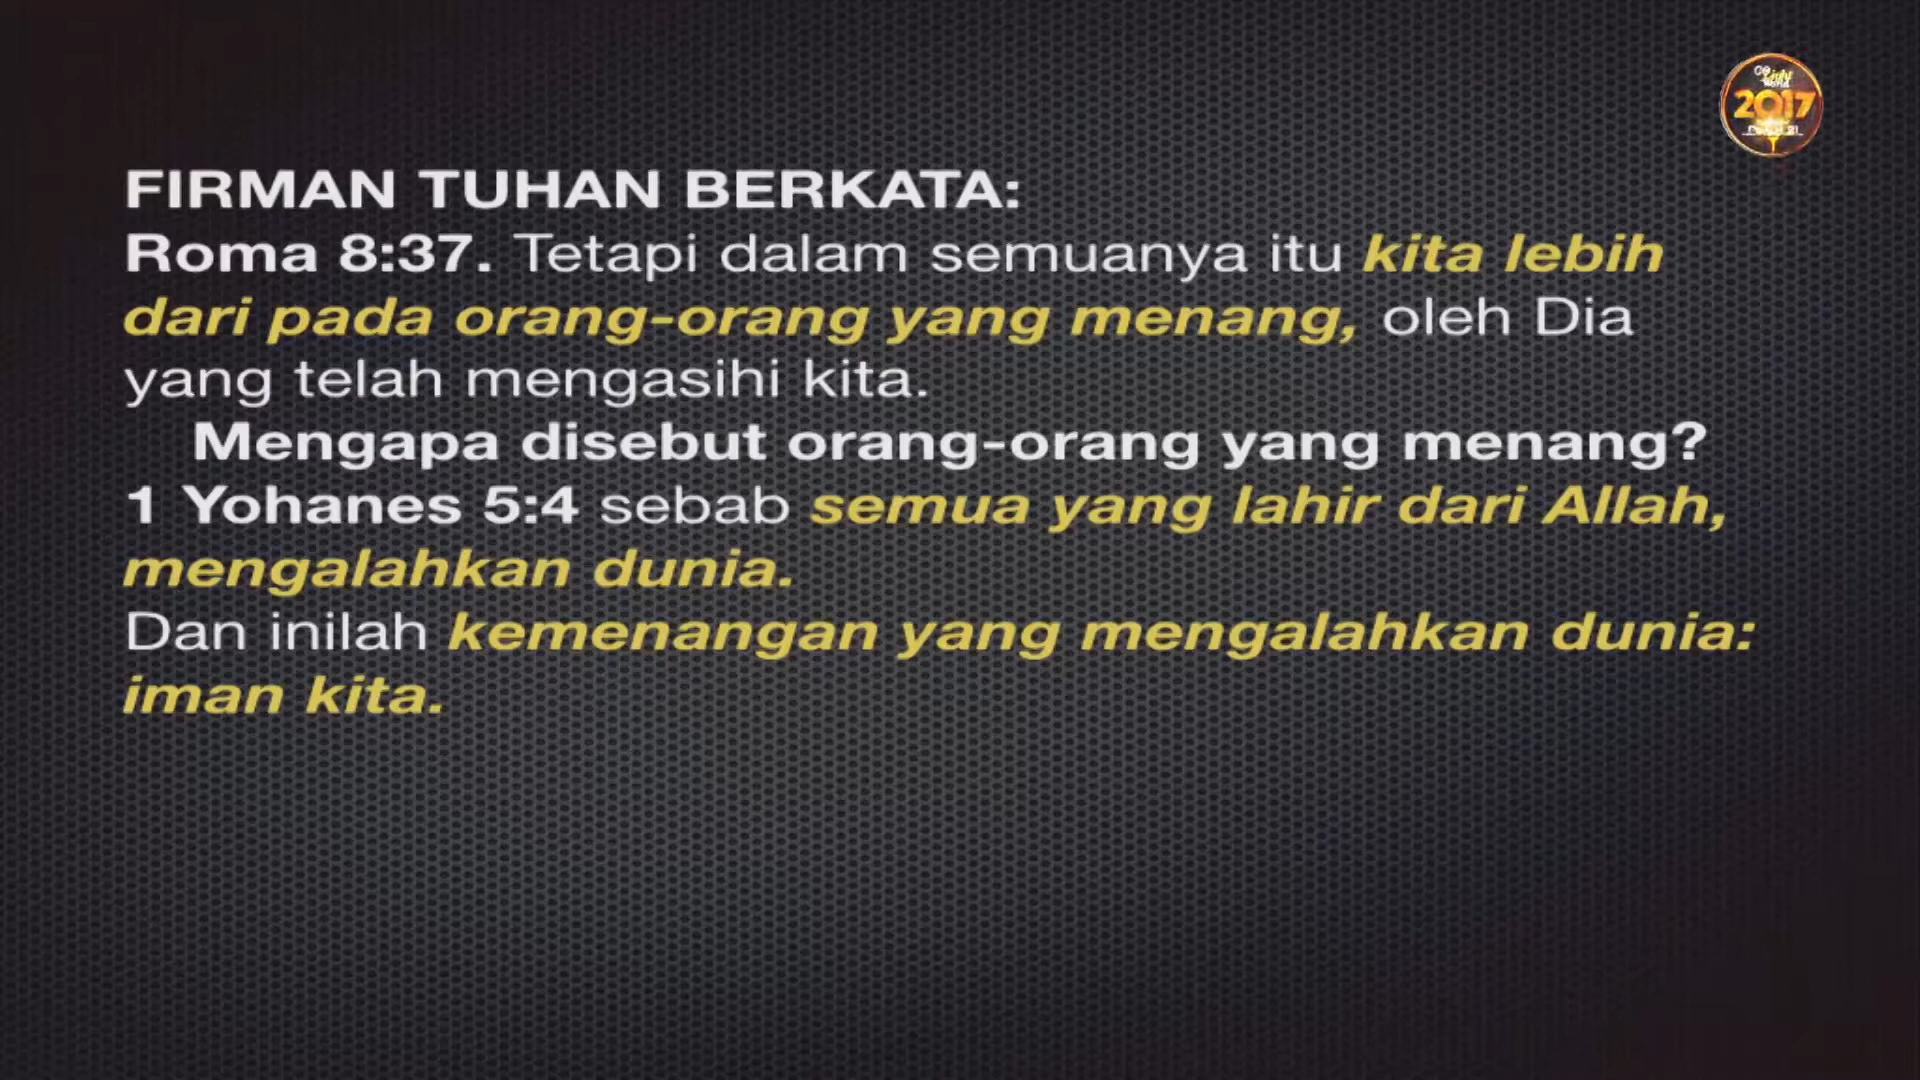 FIRMAN TUHAN BERKATA:
Roma 8:37. Tetapi dalam semuanya itu kita lebih
dari pada orang-orang yang menang, oleh Dia
yang telah mengasihi kita.
Mengapa disebut orang-orang yang menang?
1 Yohanes 5:4 sebab semua yang lahir dari Allah,
mengalahkan dunia.
Dan inilah kemenangan yang mengalahkan dunia:
iman kita.
Light
World
2017